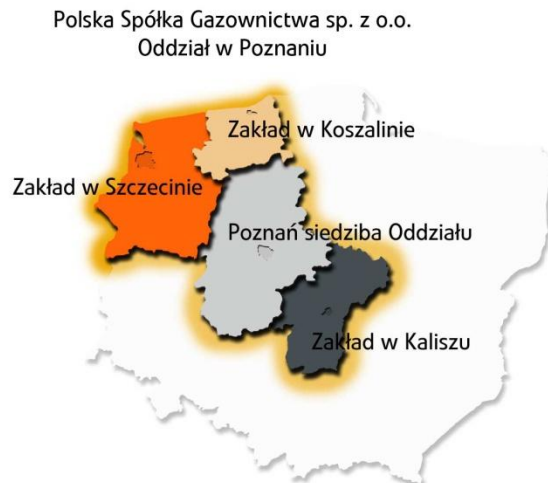 Polska Spółka Gazownictwa sp. z o.o.
Oddział w Poznaniu
Zakład w Koszalinie
Zakład w Szczecinie
Poznań siedziba Oddziału
Zakład w Kaliszu